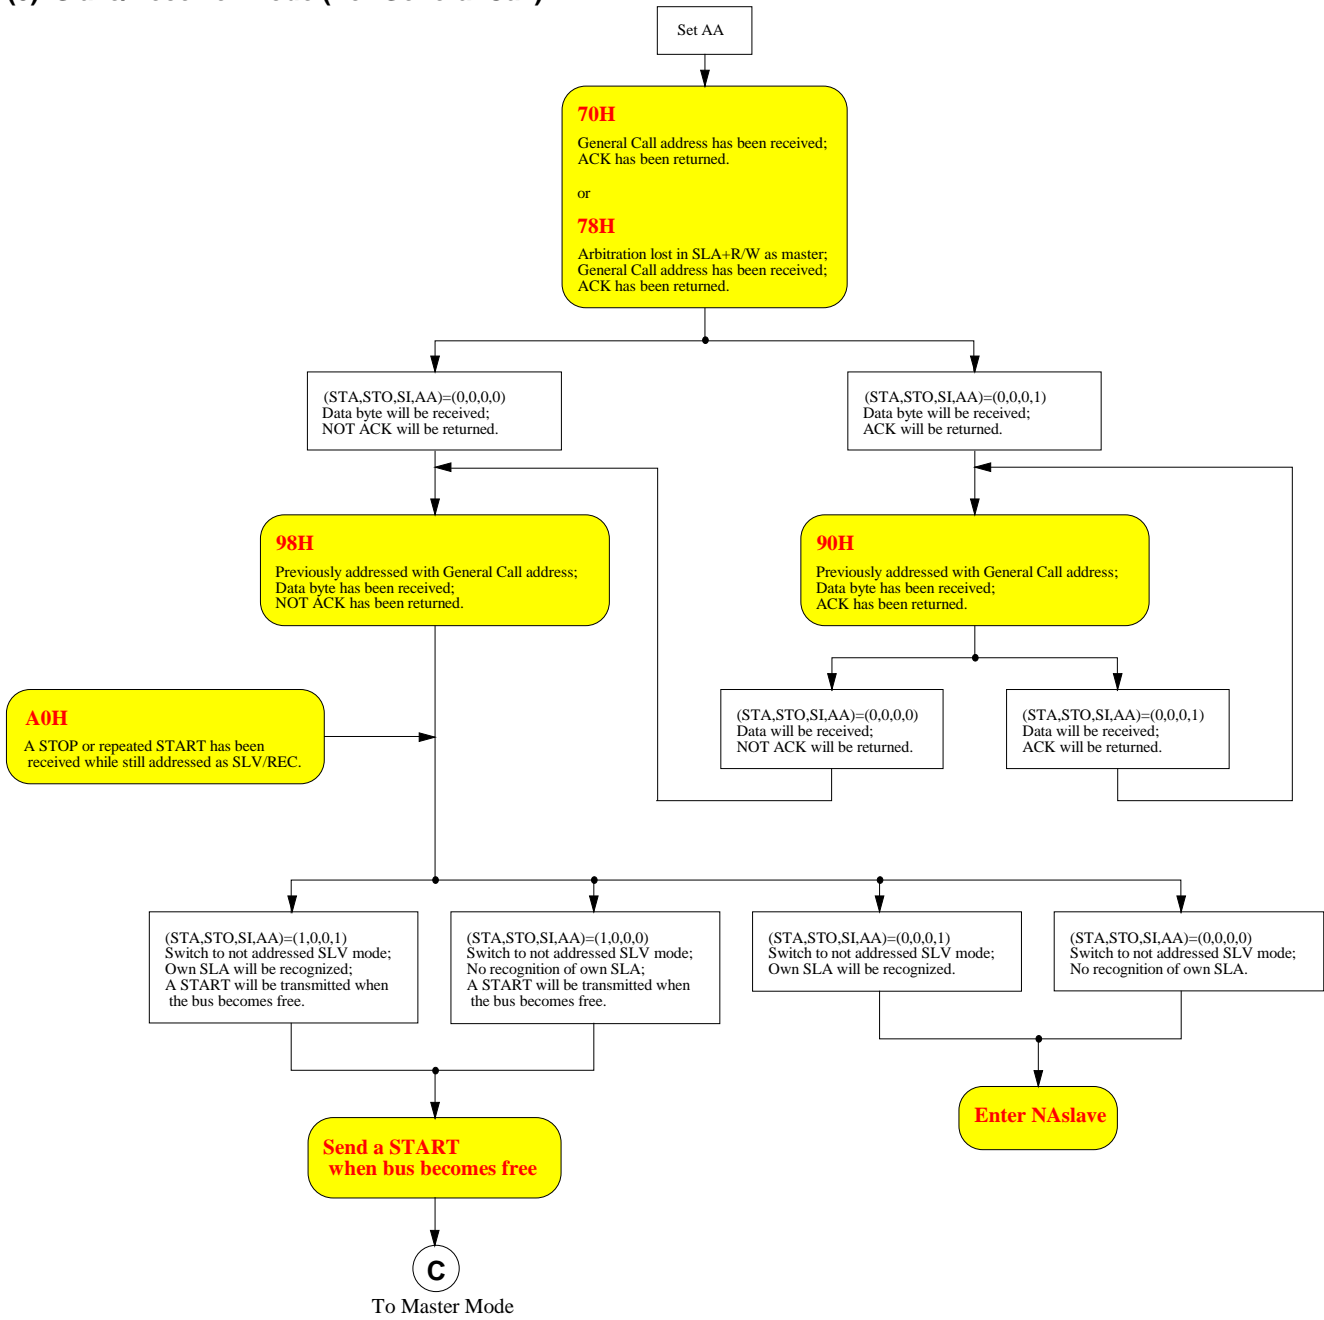 Set AA
70H
General Call address has been received;
ACK has been returned.
or
78H
Arbitration lost in SLA+R/W as master;
General Call address has been received;
ACK has been returned.
(STA,STO,SI,AA)=(0,0,0,0)
Data byte will be received;
NOT ACK will be returned.
(STA,STO,SI,AA)=(0,0,0,1)
Data byte will be received;
ACK will be returned.
98H
Previously addressed with General Call address;
Data byte has been received;
NOT ACK has been returned.
90H
Previously addressed with General Call address;
Data byte has been received;
ACK has been returned.
(STA,STO,SI,AA)=(0,0,0,0)
Data will be received;
NOT ACK will be returned.
(STA,STO,SI,AA)=(0,0,0,1)
Data will be received;
ACK will be returned.
A0H
A STOP or repeated START has been
received while still addressed as SLV/REC.
(STA,STO,SI,AA)=(1,0,0,1)
Switch to not addressed SLV mode;
Own SLA will be recognized;
A START will be transmitted when
the bus becomes free.
(STA,STO,SI,AA)=(1,0,0,0)
Switch to not addressed SLV mode;
No recognition of own SLA;
A START will be transmitted when
the bus becomes free.
(STA,STO,SI,AA)=(0,0,0,1)
Switch to not addressed SLV mode;
Own SLA will be recognized.
(STA,STO,SI,AA)=(0,0,0,0)
Switch to not addressed SLV mode;
No recognition of own SLA.
Enter NAslave
Send a START
when bus becomes free
C
To Master Mode